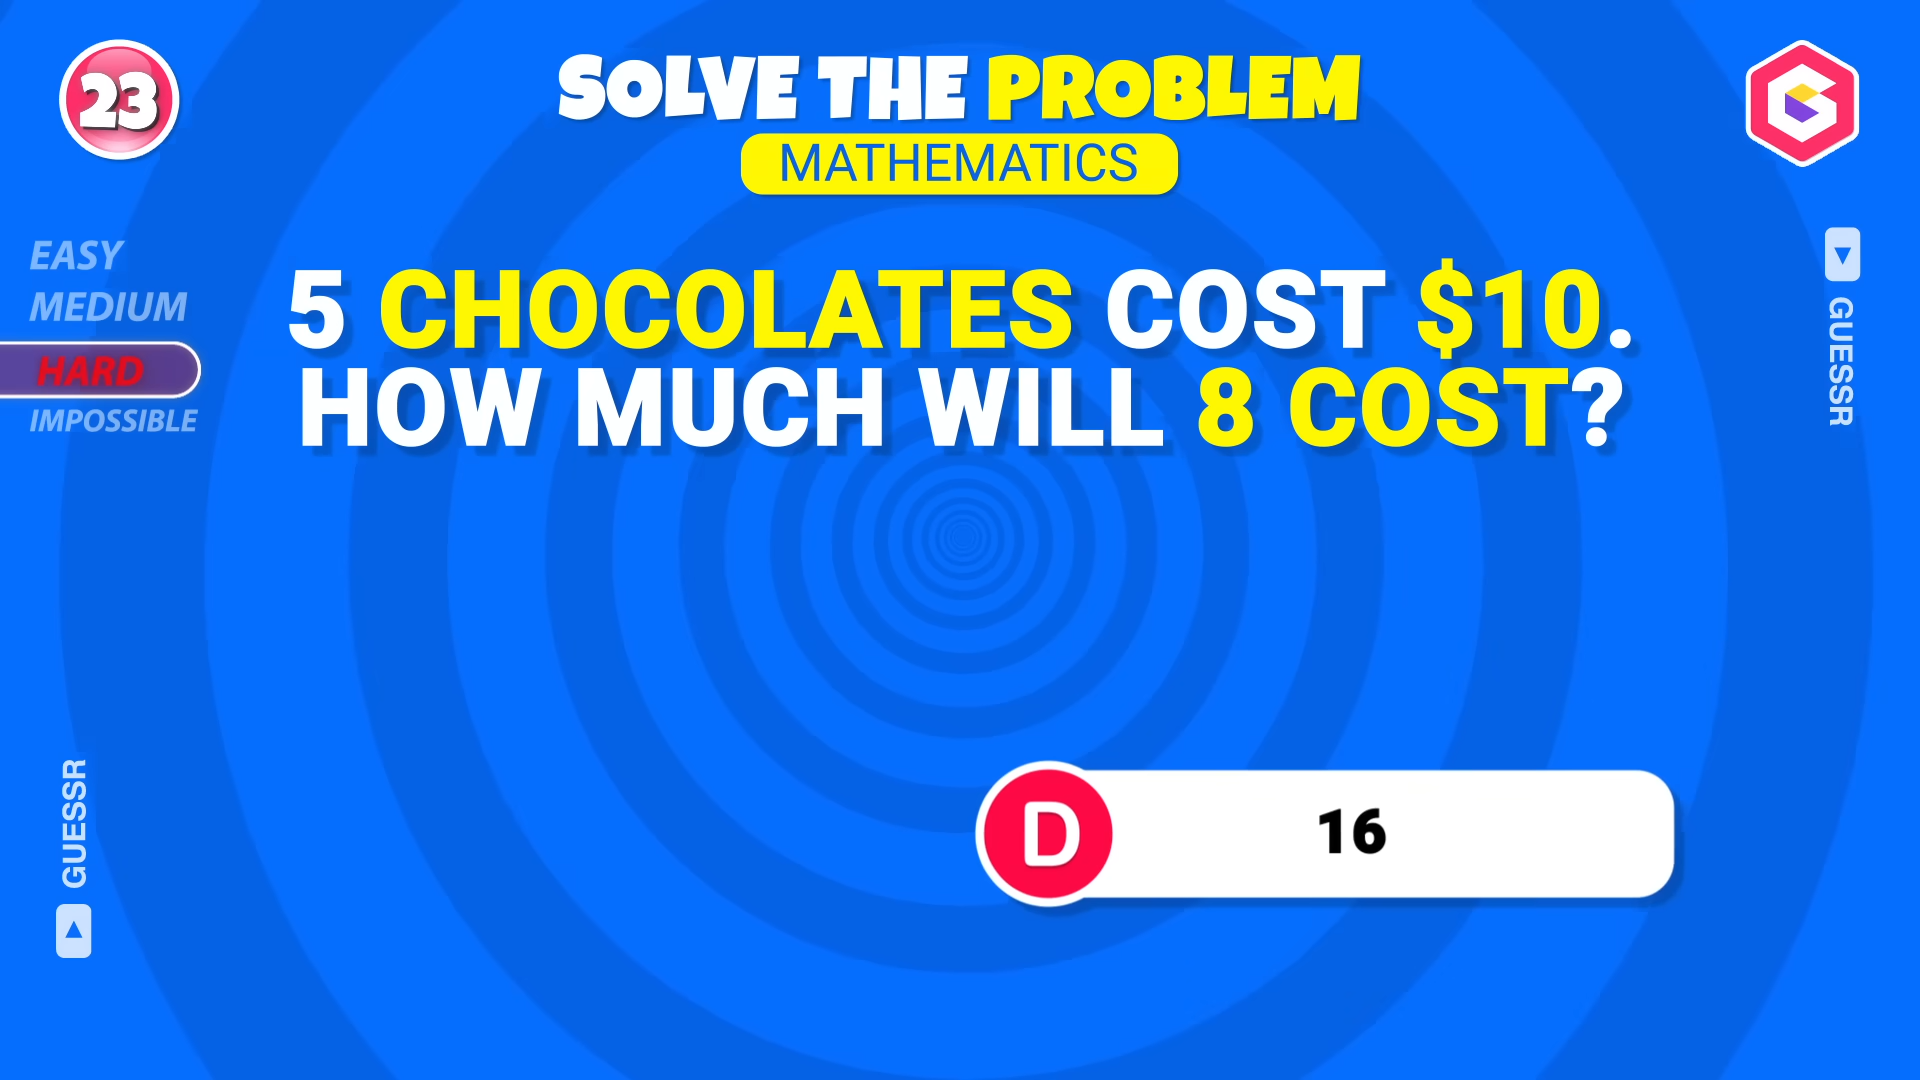 23
SOLVE THE PROBLEM
MATHEMATICS
EASY
MEDIUM
HARD
IMPOSSIBLE
5 CHOCOLATES COST $10.
HOW MUCH WILL 8 COST?
GUESSR
GUESSR
D 16